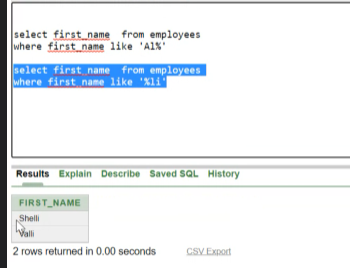 select first_name  from employees
where first_name like 'Al%'
select first_name  from employees
where first_name like '%li'
Results Explain Describe Saved SQL History
FIRST_NAME
Shelli
Valli
2 rows returned in 0.00 seconds CSV Export